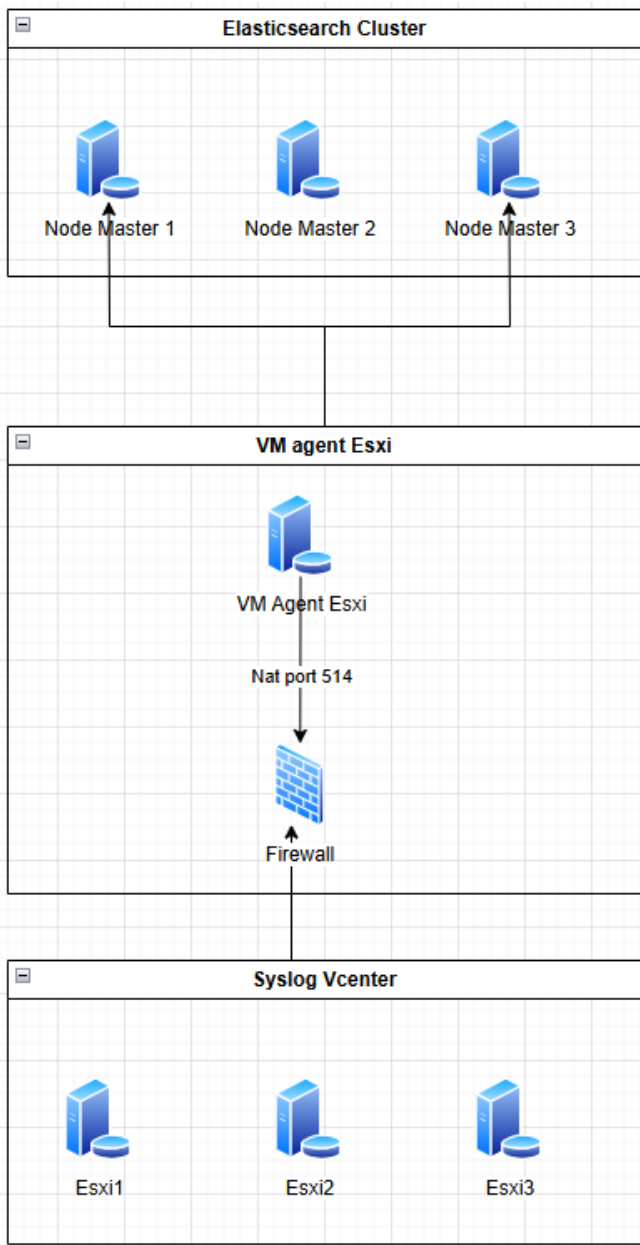 Elasticsearch Cluster
Node Master 1
Node Master 2
Node Master 3
VM agent Esxi
VM Agent Esxi
Nat port 514
Firewall
Syslog Vcenter
Esxi1
Esxi2
Esxi3